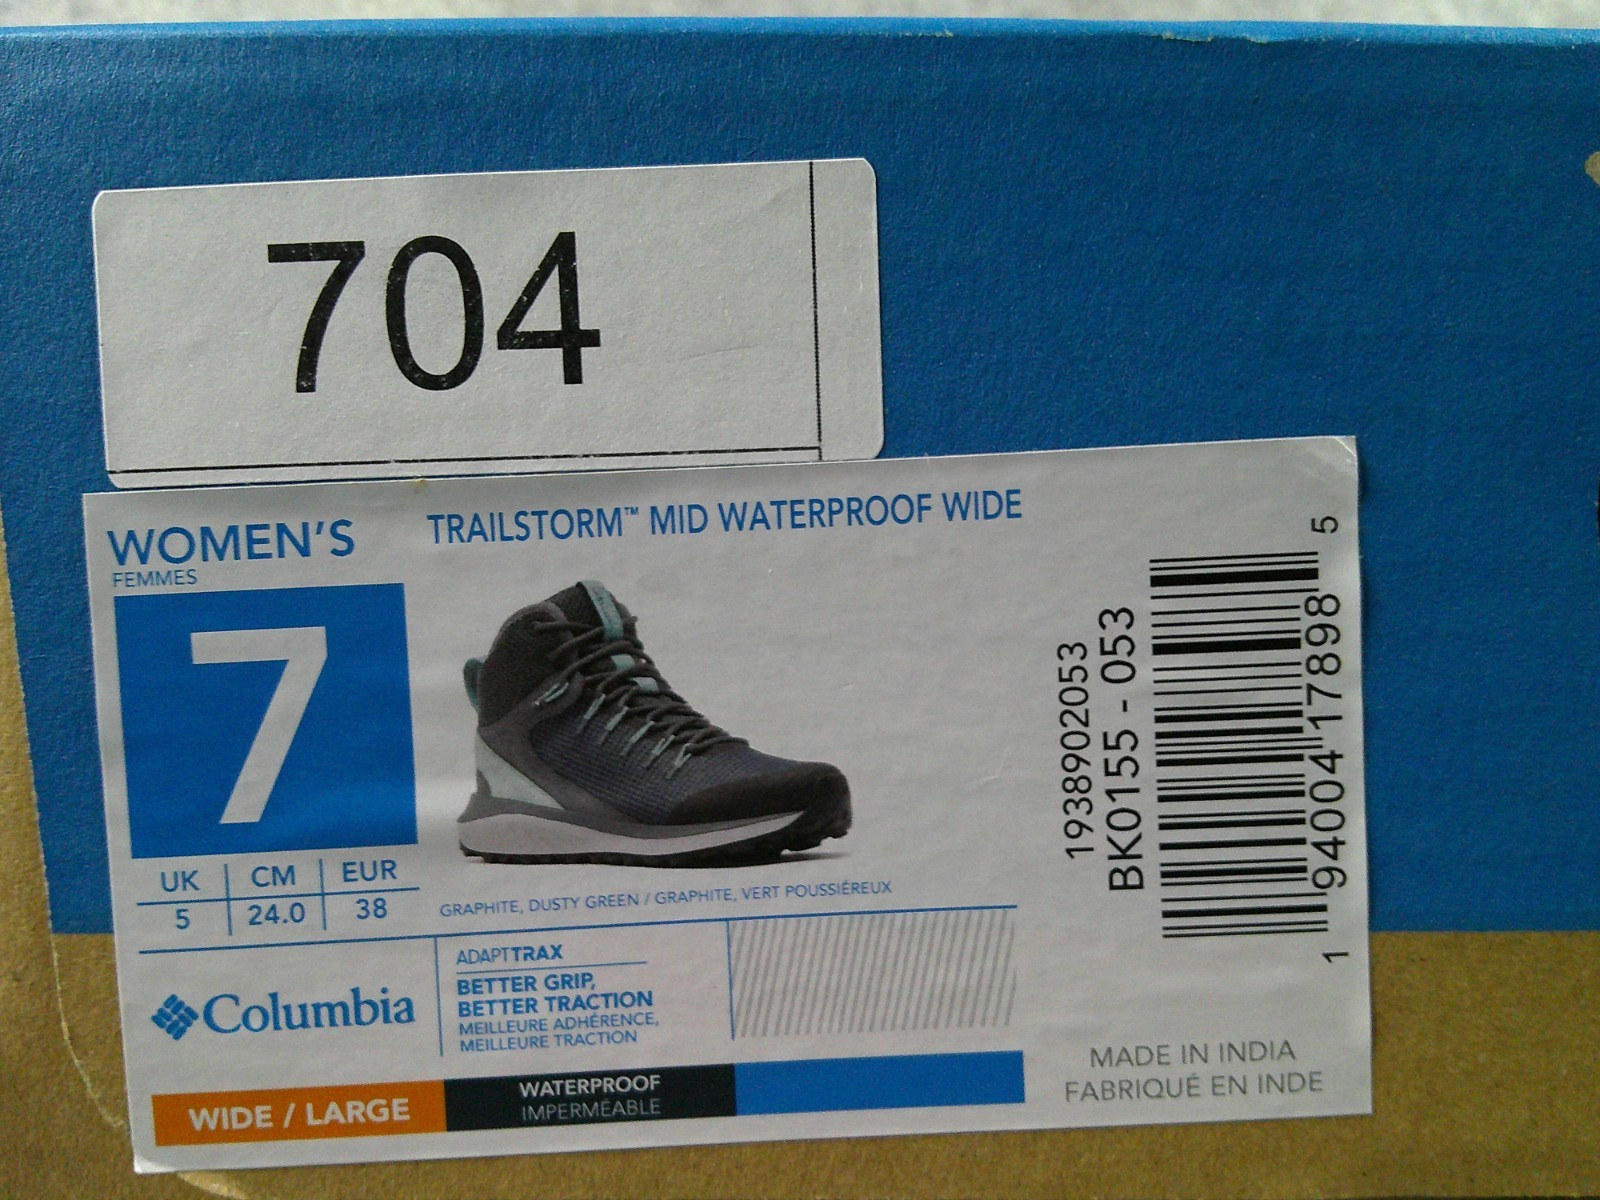 704
WOMEN'S
FEMMES
7
TRAILSTORM™ MID WATERPROOF WIDE
UK CM EUR
5 24.0 38
GRAPHITE, DUSTY GREEN / GRAPHITE, VERT POUSSIÉREUX
Columbia
ADAPTTRAX
BETTER GRIP,
BETTER TRACTION
MEILLEURE ADHÉRENCE,
MEILLEURE TRACTION
WIDE / LARGE
WATERPROOF
IMPERMÉABLE
193890205​3
BK0155 - 053
1 94004 17898 5
MADE IN INDIA
FABRIQUÉ EN INDE